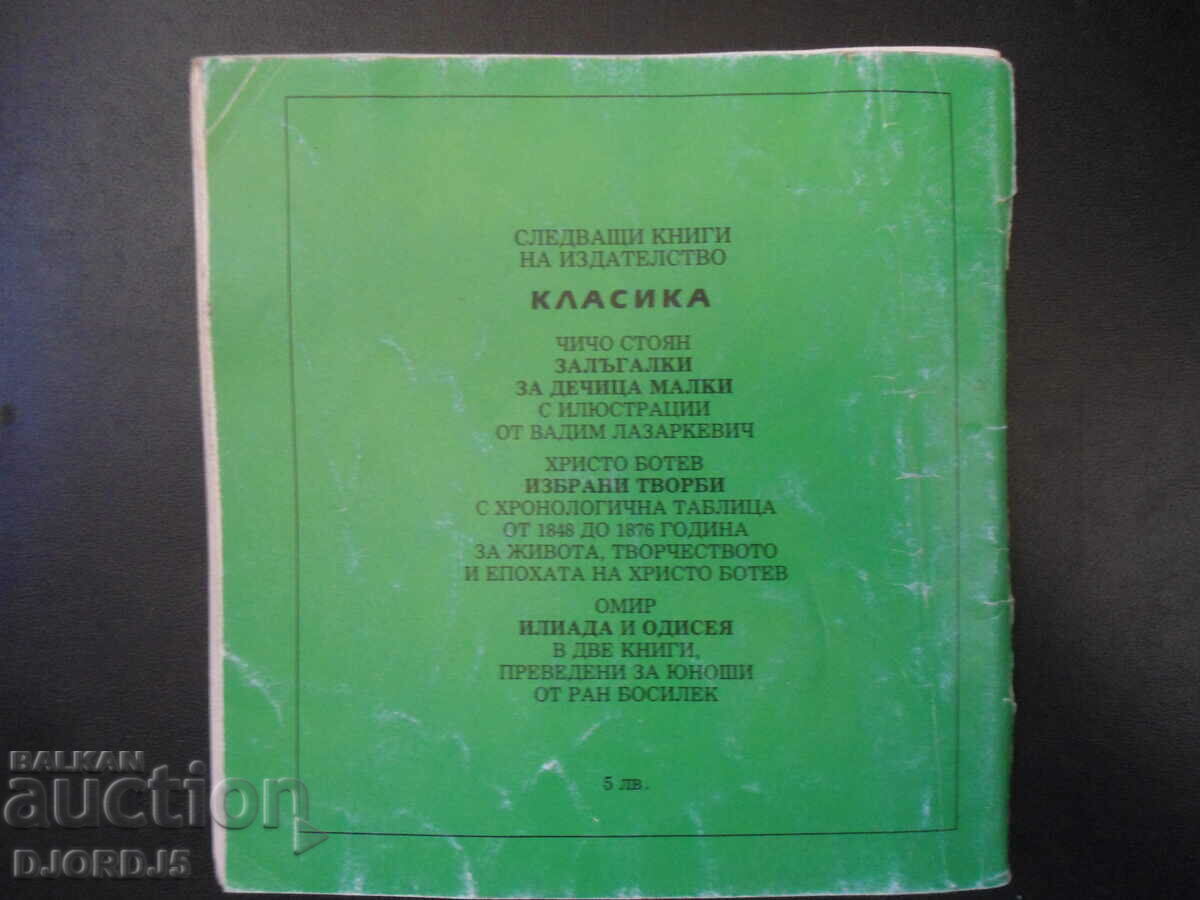 СЛЕДВАЩИ КНИГИ
НА ИЗДАТЕЛСТВО
КЛАСИКА
ЧИЧО СТОЯН
ЗАЛЪГАЛКИ
ЗА ДЕЧИЦА МАЛКИ
С ИЛЮСТРАЦИИ
ОТ ВАДИМ ЛАЗАРКЕВИЧ
ХРИСТО БОТЕВ
ИЗБРАНИ ТВОРБИ
С ХРОНОЛОГИЧНА ТАБЛИЦА
ОТ 1848 ДО 1876 ГОДИНА
ЗА ЖИВОТА, ТВОРЧЕСТВОТО
И ЕПОХАТА НА ХРИСТО БОТЕВ
ОМИР
ИЛИАДА И ОДИСЕЯ
В ДВЕ КНИГИ,
ПРЕВЕДЕНИ ЗА ЮНОШИ
ОТ РАН БОСИЛЕК
5 лв.
BALKAN
auction
DJORDJ5